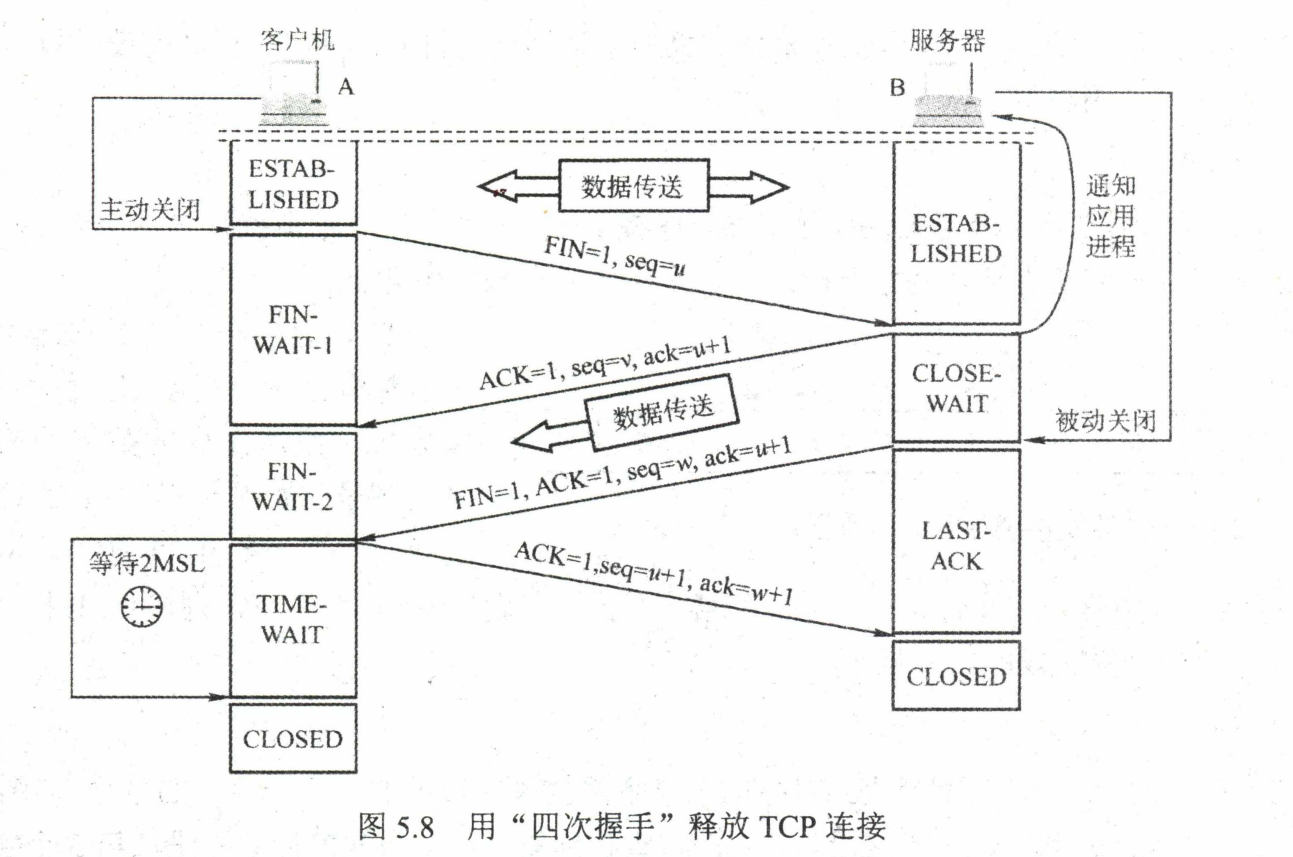 客户机
服务器
A
B
ESTAB-
LISHED
数据传送
通知
应用
进程
主动关闭
ESTAB-
LISHED
FIN=1, seq=u
FIN-
WAIT-1
ACK=1, seq=v, ack=u+1
CLOSE-
WAIT
数据传送
被动关闭
FIN-
WAIT-2
FIN=1, ACK=1, seq=w, ack=u+1
LAST-
ACK
等待2MSL
ACK=1,seq=u+1, ack=w+1
TIME-
WAIT
CLOSED
CLOSED
图 5.8 用“四次握手”释放 TCP 连接